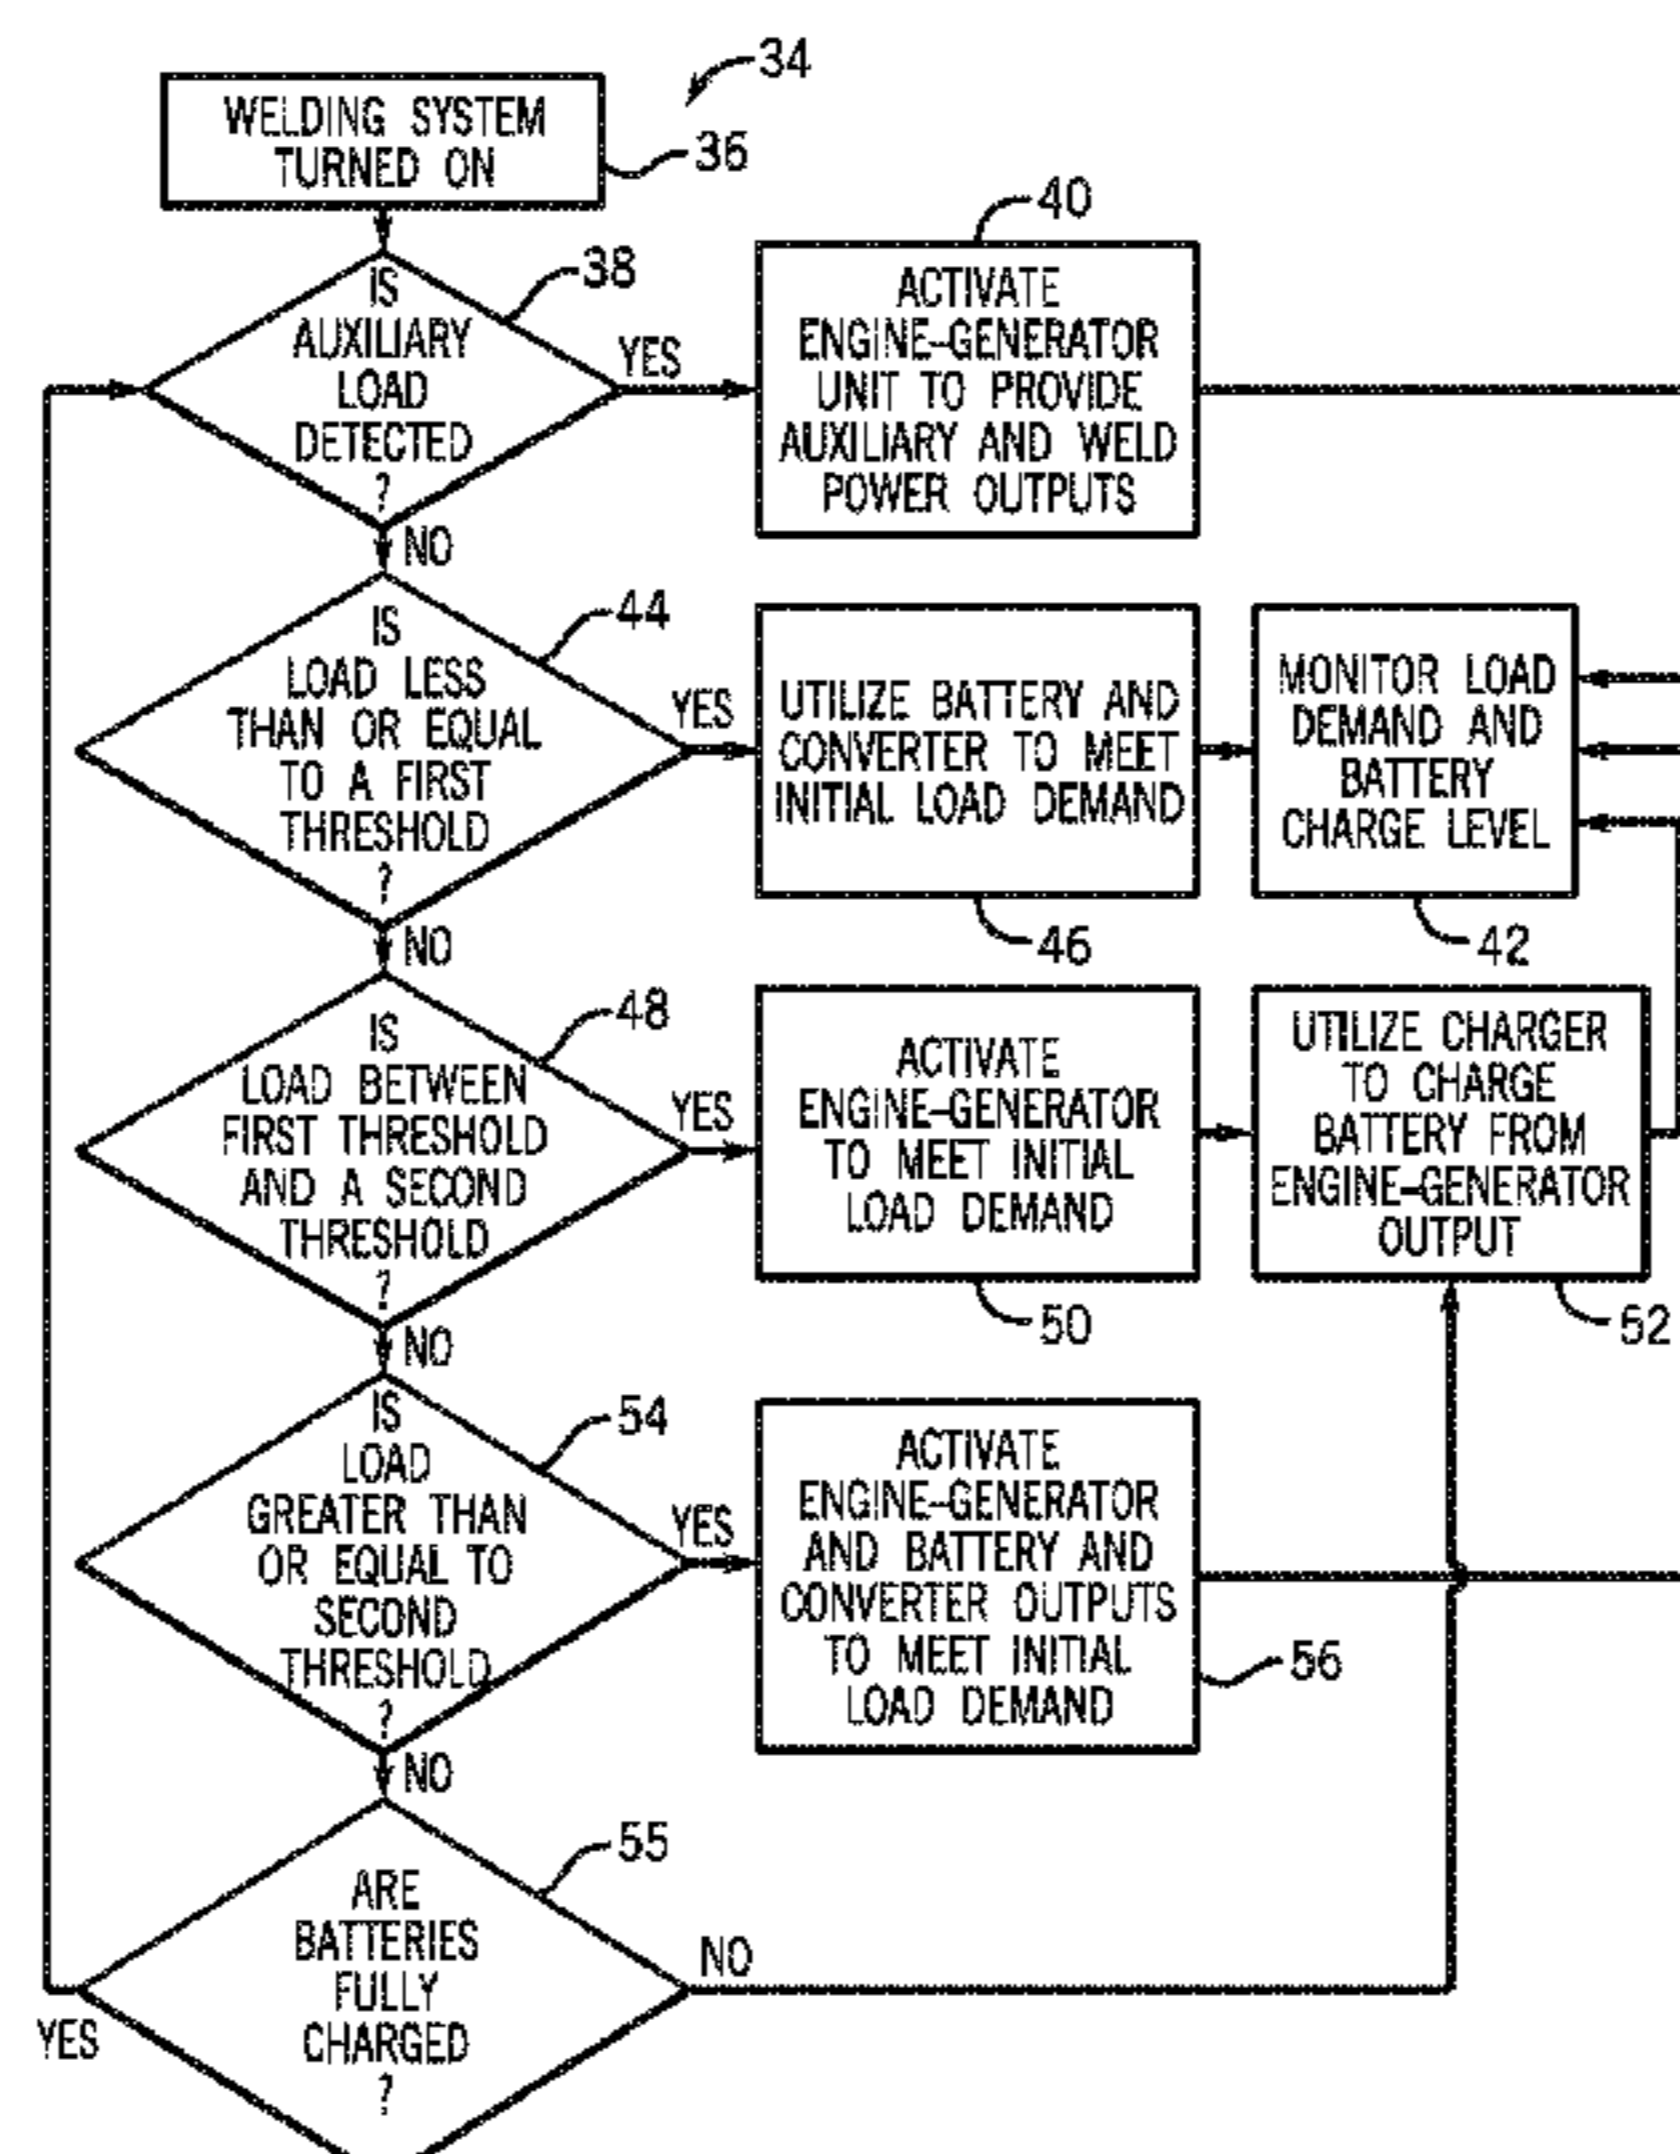 34
WELDING SYSTEM
TURNED ON
36
IS
AUXILIARY
LOAD
DETECTED
?
38
YES
NO
40
ACTIVATE
ENGINE-GENERATOR
UNIT TO PROVIDE
AUXILIARY AND WELD
POWER OUTPUTS
IS
LOAD LESS
THAN OR EQUAL
TO A FIRST
THRESHOLD
?
44
YES
NO
UTILIZE BATTERY AND
CONVERTER TO MEET
INITIAL LOAD DEMAND
46
MONITOR LOAD
DEMAND AND
BATTERY
CHARGE LEVEL
42
IS
LOAD BETWEEN
FIRST THRESHOLD
AND A SECOND
THRESHOLD
?
48
YES
NO
ACTIVATE
ENGINE-GENERATOR
TO MEET INITIAL
LOAD DEMAND
50
UTILIZE CHARGER
TO CHARGE
BATTERY FROM
ENGINE-GENERATOR
OUTPUT
52
IS
LOAD
GREATER THAN
OR EQUAL TO
SECOND
THRESHOLD
?
54
YES
NO
ACTIVATE
ENGINE-GENERATOR
AND BATTERY AND
CONVERTER OUTPUTS
TO MEET INITIAL
LOAD DEMAND
56
ARE
BATTERIES
FULLY
CHARGED
?
55
NO
YES